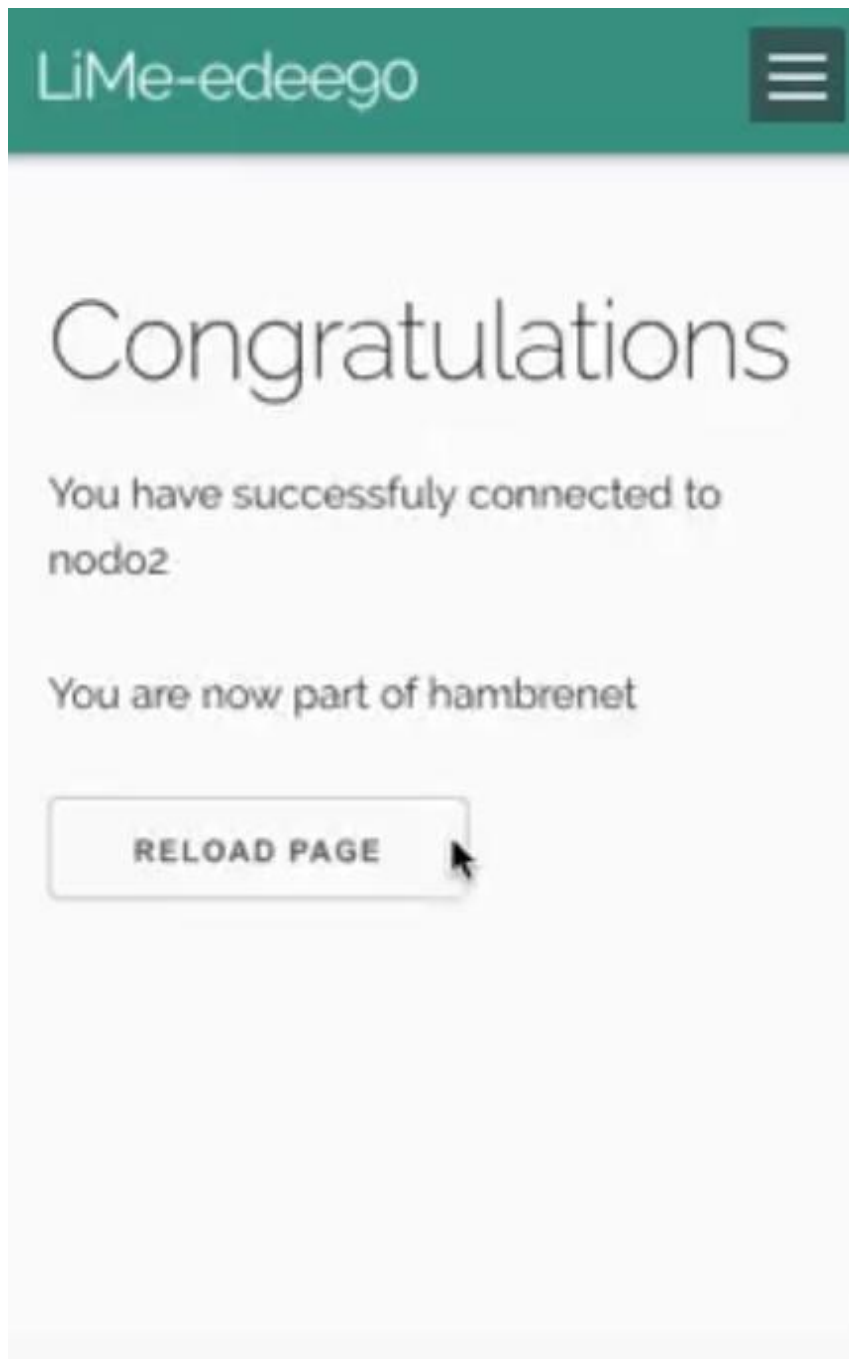 LiMe-edee90
Congratulations
You have successfuly connected to
nodo2
You are now part of hambrenet
RELOAD PAGE